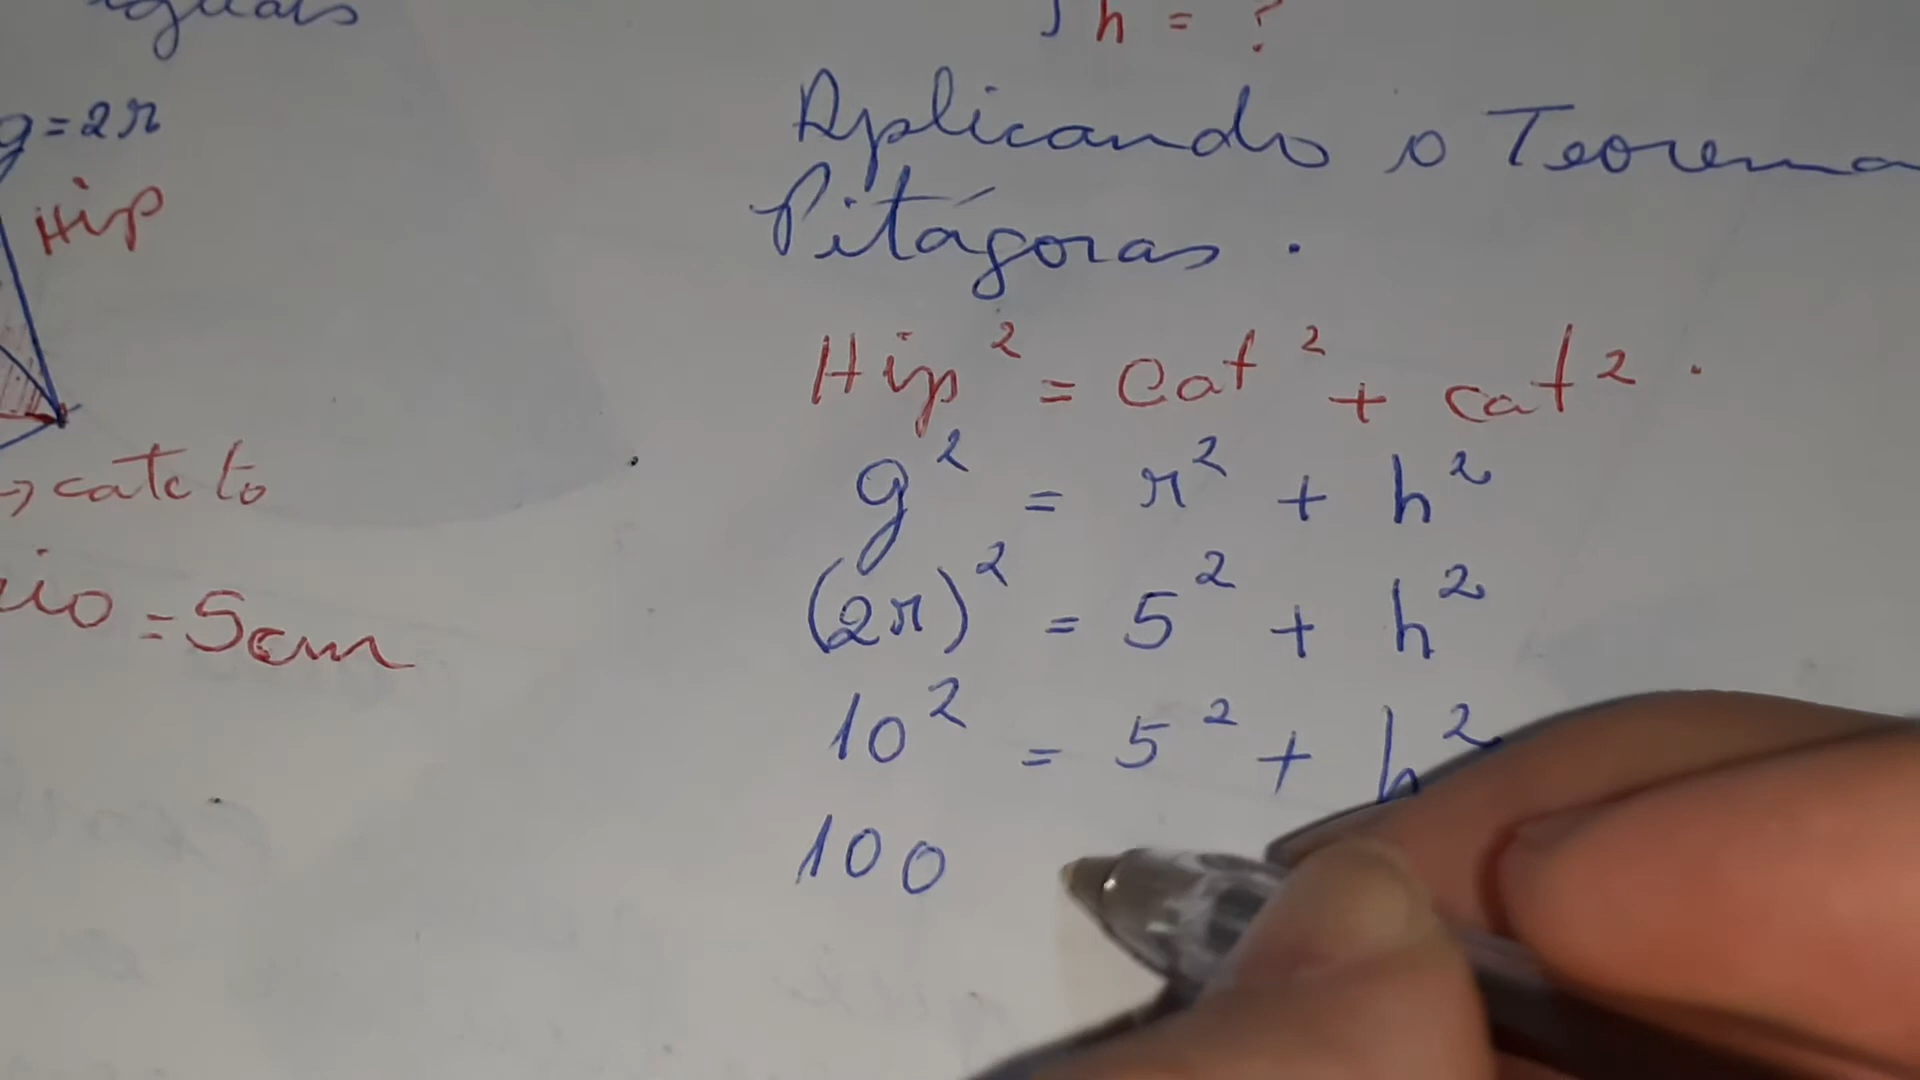 h = ?
g = 2r
Hip
→ cateto
= 5cm
Aplicando o Teorema
Pitágoras.
Hip² = Cat² + cat².
g² = r² + h²
(2r)² = 5² + h²
10² = 5² + h²
100